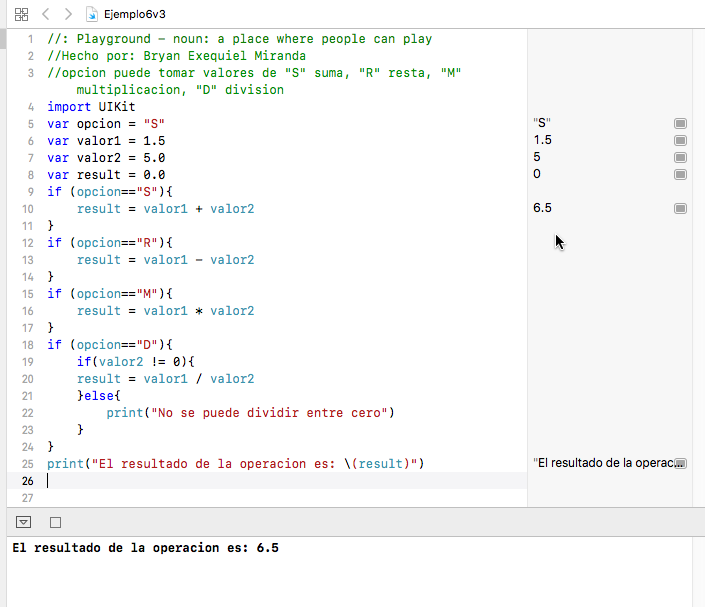 Ejemplo6v3
1 //: Playground - noun: a place where people can play
2 //Hecho por: Bryan Exequiel Miranda
3 //opcion puede tomar valores de "S" suma, "R" resta, "M"
multiplicacion, "D" division
4 import UIKit
5 var opcion = "S" "S"
6 var valor1 = 1.5 1.5
7 var valor2 = 5.0 5
8 var result = 0.0 0
9 if (opcion=="S"){
10 result = valor1 + valor2 6.5
11 }
12 if (opcion=="R"){
13 result = valor1 - valor2
14 }
15 if (opcion=="M"){
16 result = valor1 * valor2
17 }
18 if (opcion=="D"){
19 if(valor2 != 0){
20 result = valor1 / valor2
21 }else{
22 print("No se puede dividir entre cero")
23 }
24 }
25 print("El resultado de la operacion es: \(result)") "El resultado de la operac...
26
27
El resultado de la operacion es: 6.5